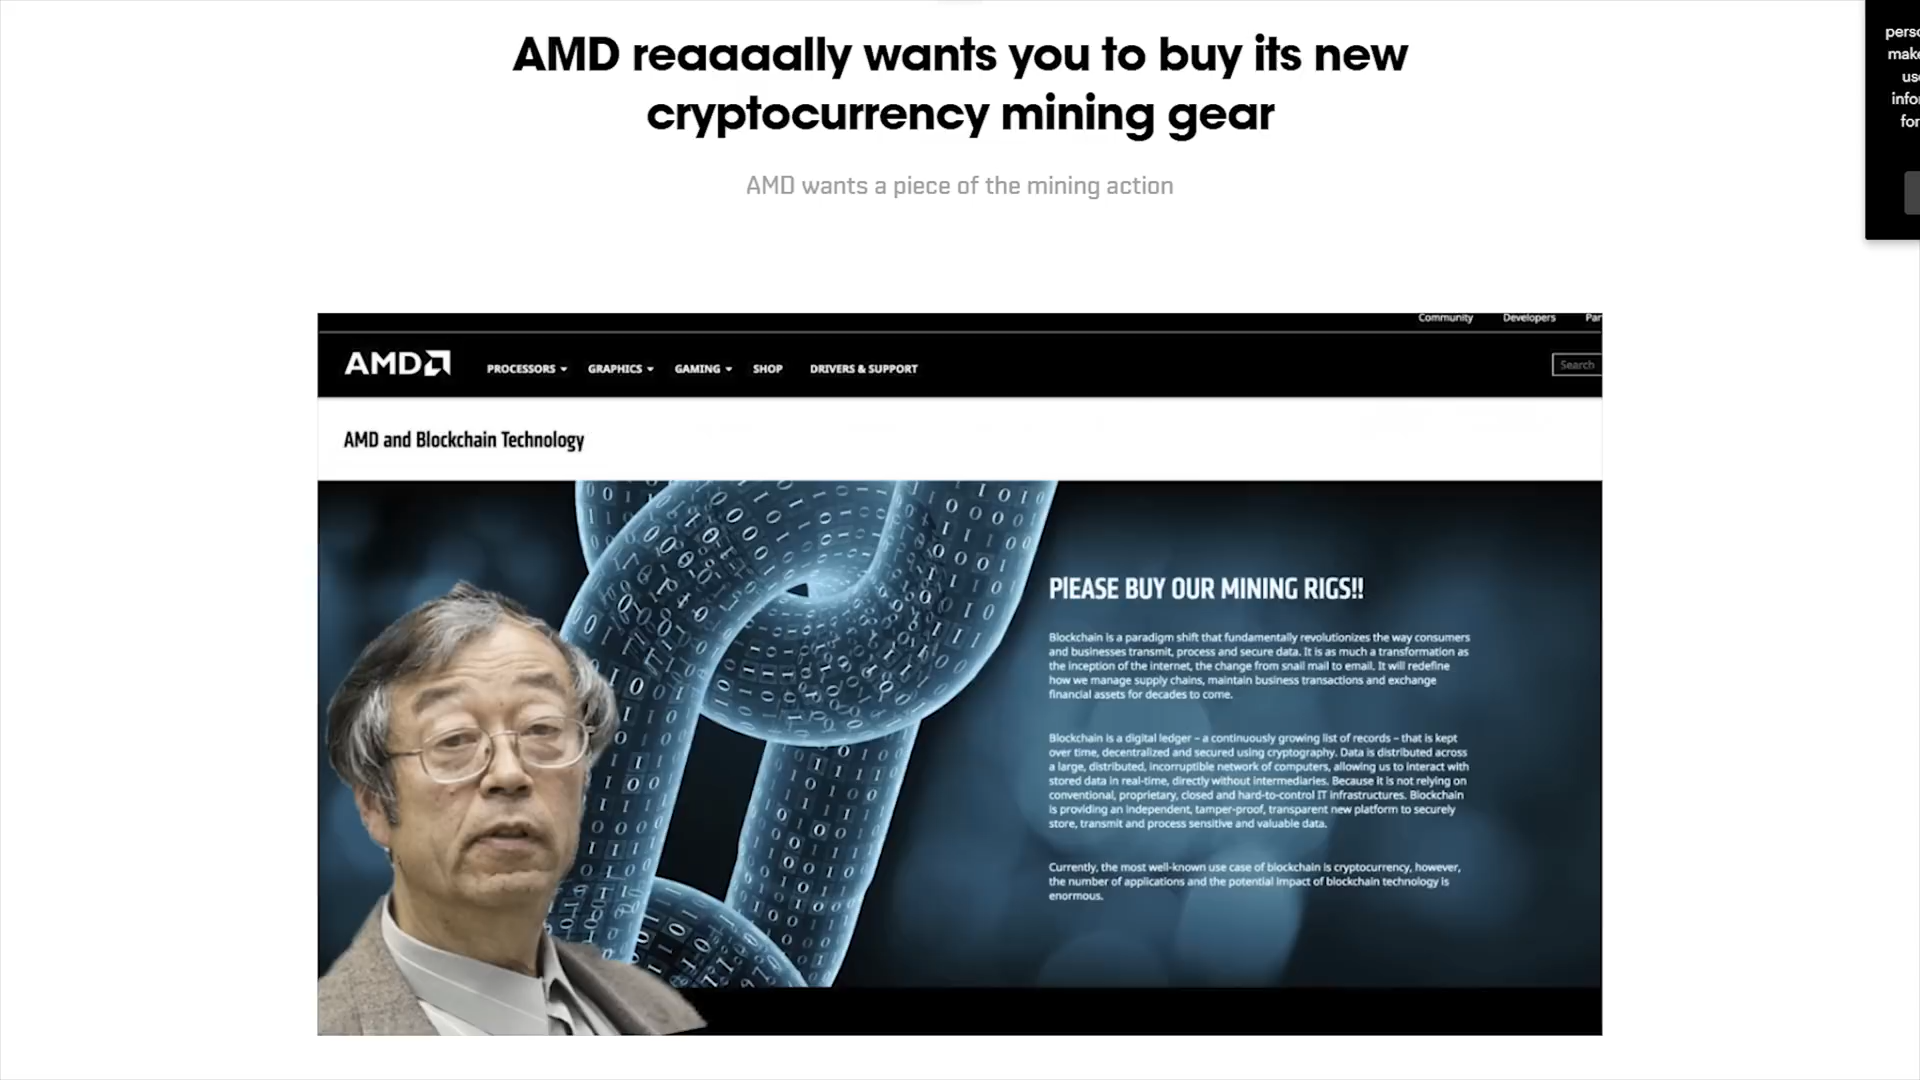 AMD reaaaally wants you to buy its new
cryptocurrency mining gear
AMD wants a piece of the mining action
Community Developers
AMD PROCESSORS GRAPHICS GAMING SHOP DRIVERS & SUPPORT Search
AMD and Blockchain Technology
PlEASE BUY OUR MINING RIGS!!
Blockchain is a paradigm shift that fundamentally revolutionizes the way consumers
and businesses transmit, process and secure data. It is as much a transformation as
the inception of the internet, the change from snail mail to email. It will redefine
how we manage supply chains, maintain business transactions and exchange
financial assets for decades to come.
Blockchain is a digital ledger – a continuously growing list of records – that is kept
over time, decentralized and secured using cryptography. Data is distributed across
a large, distributed, incorruptible network of computers, allowing us to interact with
stored data in real-time, directly without intermediaries. Because it is not relying on
conventional, proprietary, closed and hard-to-control IT infrastructures. Blockchain
is providing an independent, tamper-proof, transparent new platform to securely
store, transmit and process sensitive and valuable data.
Currently, the most well-known use case of blockchain is cryptocurrency, however,
the number of applications and the potential impact of blockchain technology is
enormous.